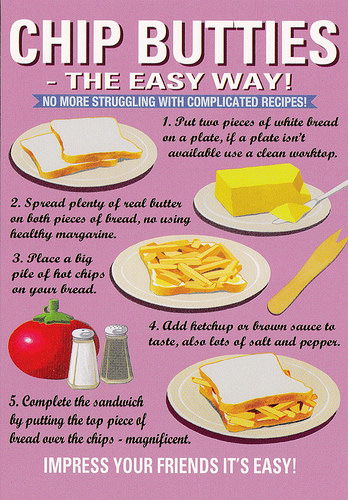 CHIP BUTTIES
- THE EASY WAY!
NO MORE STRUGGLING WITH COMPLICATED RECIPES!
1. Put two pieces of white bread
on a plate, if a plate isn't
available use a clean worktop.
2. Spread plenty of real butter
on both pieces of bread, no using
healthy margarine.
3. Place a big
pile of hot chips
on your bread.
4. Add ketchup or brown sauce to
taste, also lots of salt and pepper.
5. Complete the sandwich
by putting the top piece of
bread over the chips - magnificent.
IMPRESS YOUR FRIENDS IT'S EASY!